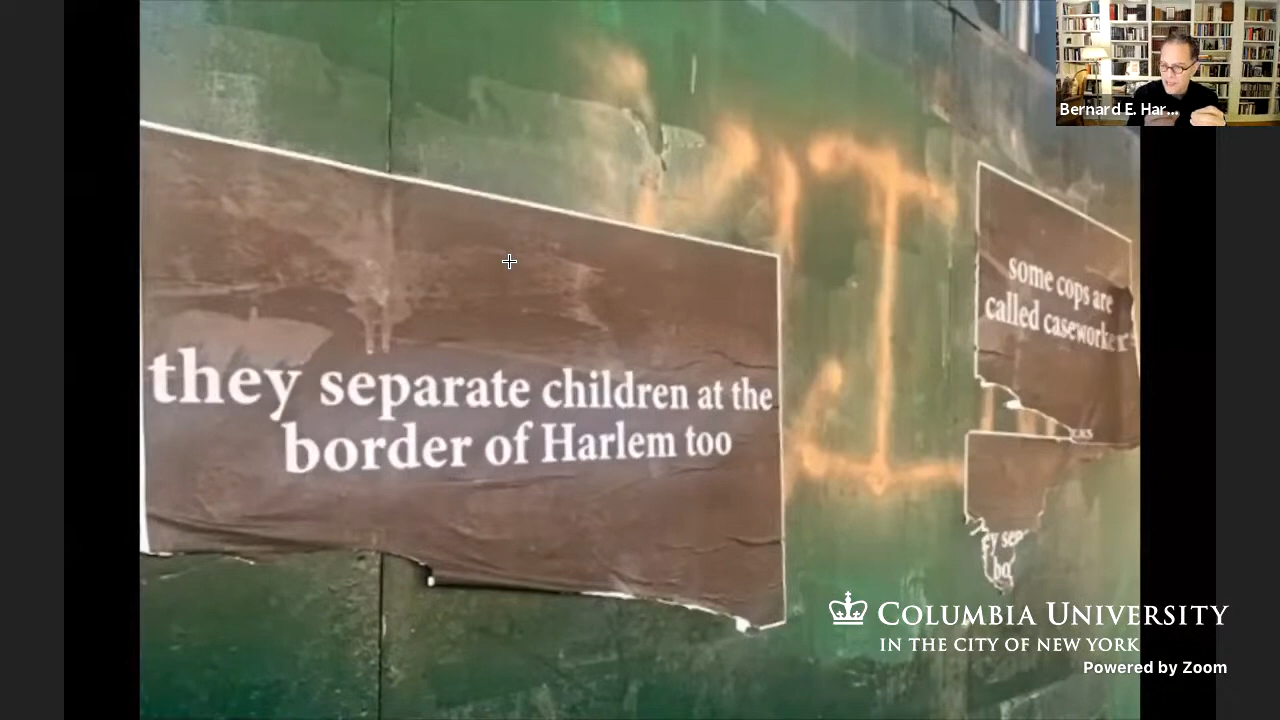 Bernard E. Har...
they separate children at the
border of Harlem too
some cops are
called caseworke
COLUMBIA UNIVERSITY
IN THE CITY OF NEW YORK
Powered by Zoom